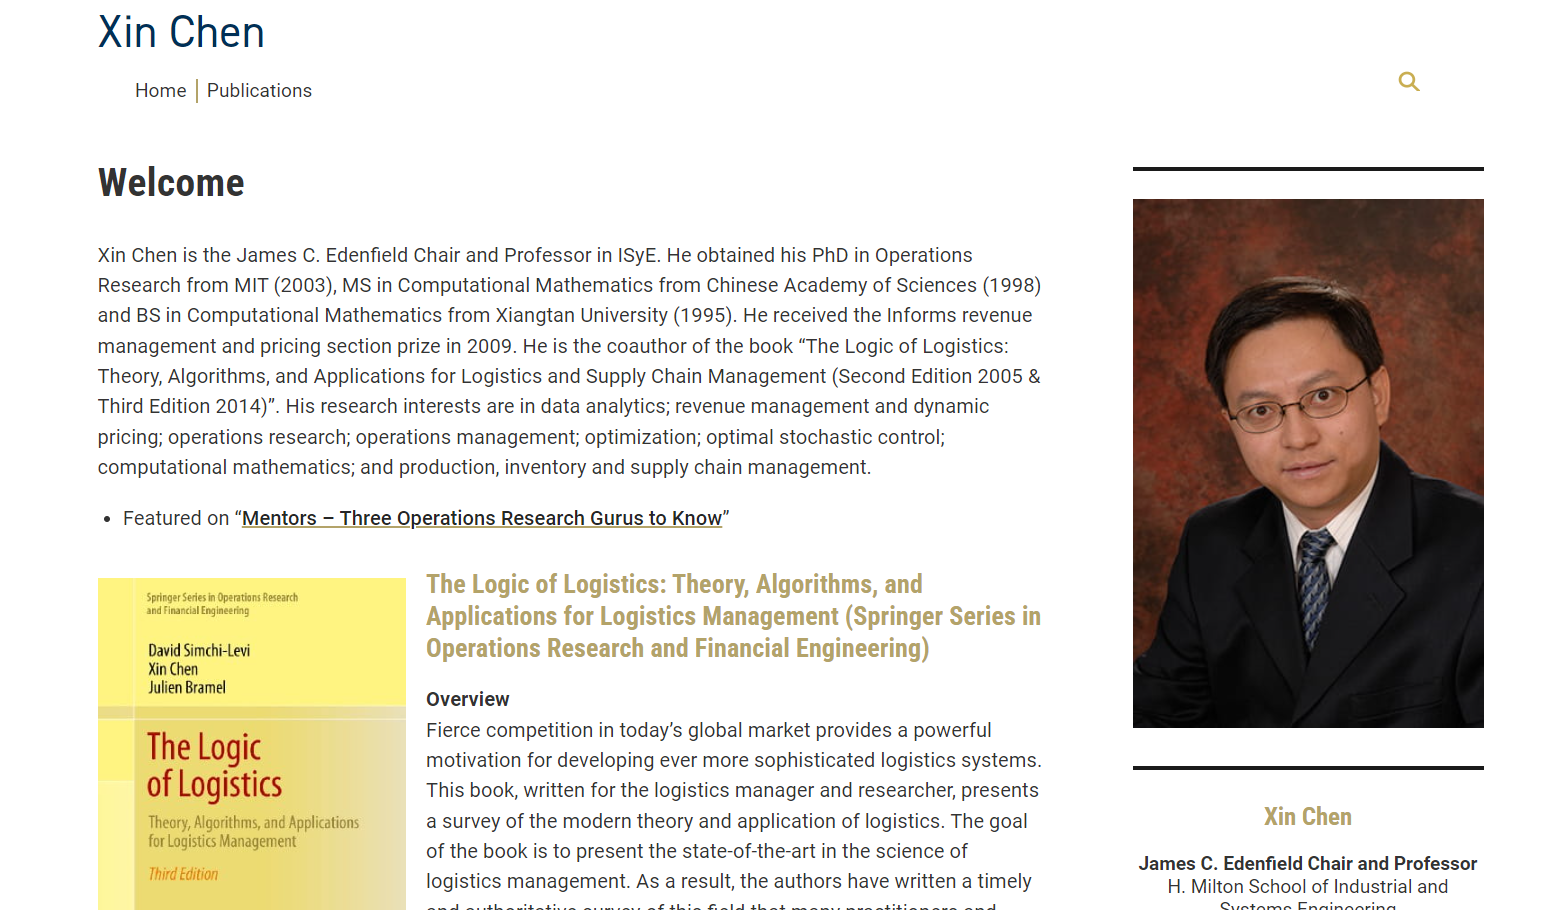 Xin Chen
Home
Publications
Welcome
Xin Chen is the James C. Edenfield Chair and Professor in ISyE. He obtained his PhD in Operations
Research from MIT (2003), MS in Computational Mathematics from Chinese Academy of Sciences (1998)
and BS in Computational Mathematics from Xiangtan University (1995). He received the Informs revenue
management and pricing section prize in 2009. He is the coauthor of the book “The Logic of Logistics:
Theory, Algorithms, and Applications for Logistics and Supply Chain Management (Second Edition 2005 &
Third Edition 2014)”. His research interests are in data analytics; revenue management and dynamic
pricing; operations research; operations management; optimization; optimal stochastic control;
computational mathematics; and production, inventory and supply chain management.
• Featured on “Mentors – Three Operations Research Gurus to Know”
Springer Series in Operations Research
and Financial Engineering
David Simchi-Levi
Xin Chen
Julien Bramel
The Logic
of Logistics
Theory, Algorithms, and Applications
for Logistics Management
Third Edition
The Logic of Logistics: Theory, Algorithms, and
Applications for Logistics Management (Springer Series in
Operations Research and Financial Engineering)
Overview
Fierce competition in today’s global market provides a powerful
motivation for developing ever more sophisticated logistics systems.
This book, written for the logistics manager and researcher, presents
a survey of the modern theory and application of logistics. The goal
of the book is to present the state-of-the-art in the science of
logistics management. As a result, the authors have written a timely
and authoritative survey of this field that many practitioners and
Xin Chen
James C. Edenfield Chair and Professor
H. Milton School of Industrial and
Systems Engineering